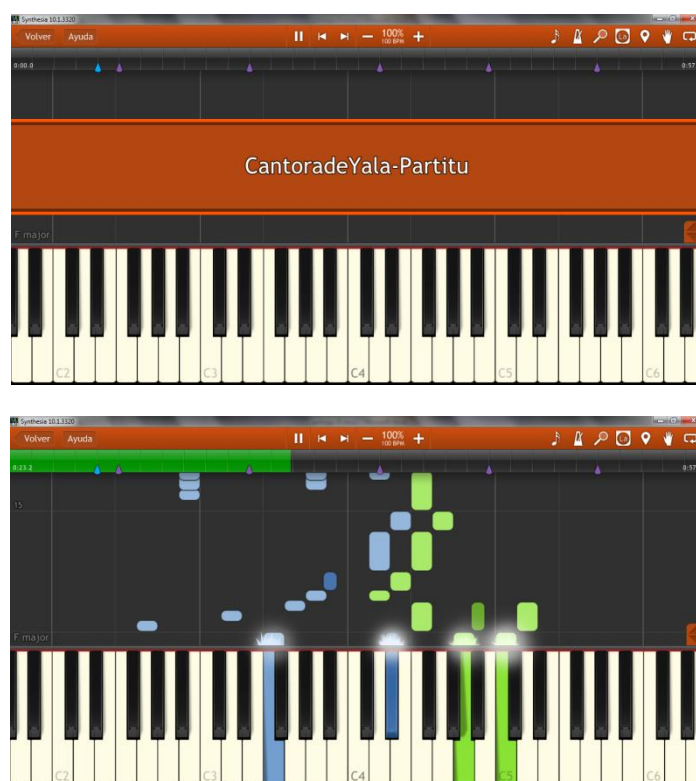 Synthesia 10.1.3320
Volver Ayuda 100% La
100 BPM
0:00.0 0:57
CantoradeYala-Partitu
F major
C2 C3 C4 C5 C6
Synthesia 10.1.3320
Volver Ayuda 100% La
100 BPM
0:23.2 0:57
15
F major
C2 C3 C4 C5 C6